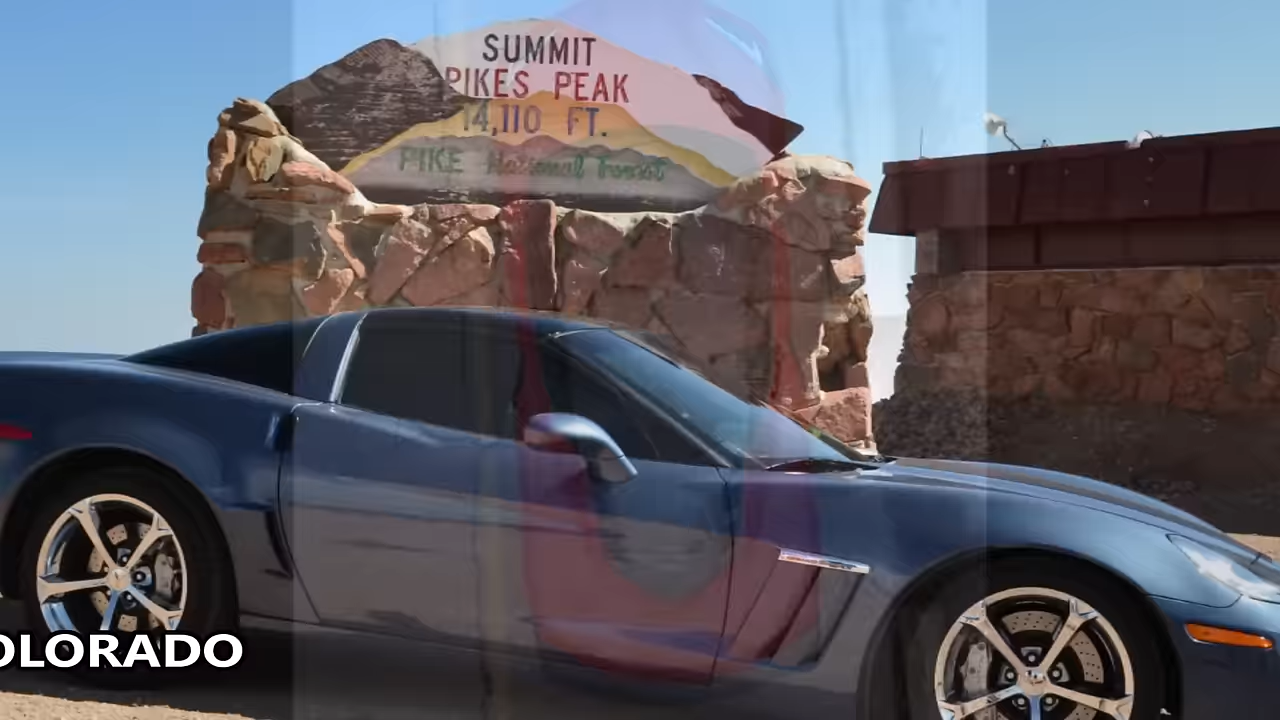 SUMMIT
PIKES PEAK
14,110 FT.
PIKE National Forest
OLORADO